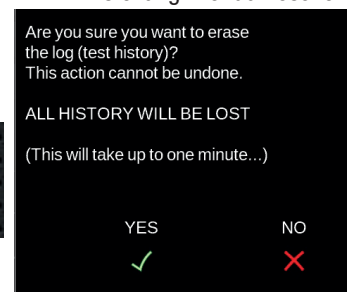 Are you sure you want to erase
the log (test history)?
This action cannot be undone.
ALL HISTORY WILL BE LOST
(This will take up to one minute...)
YES NO